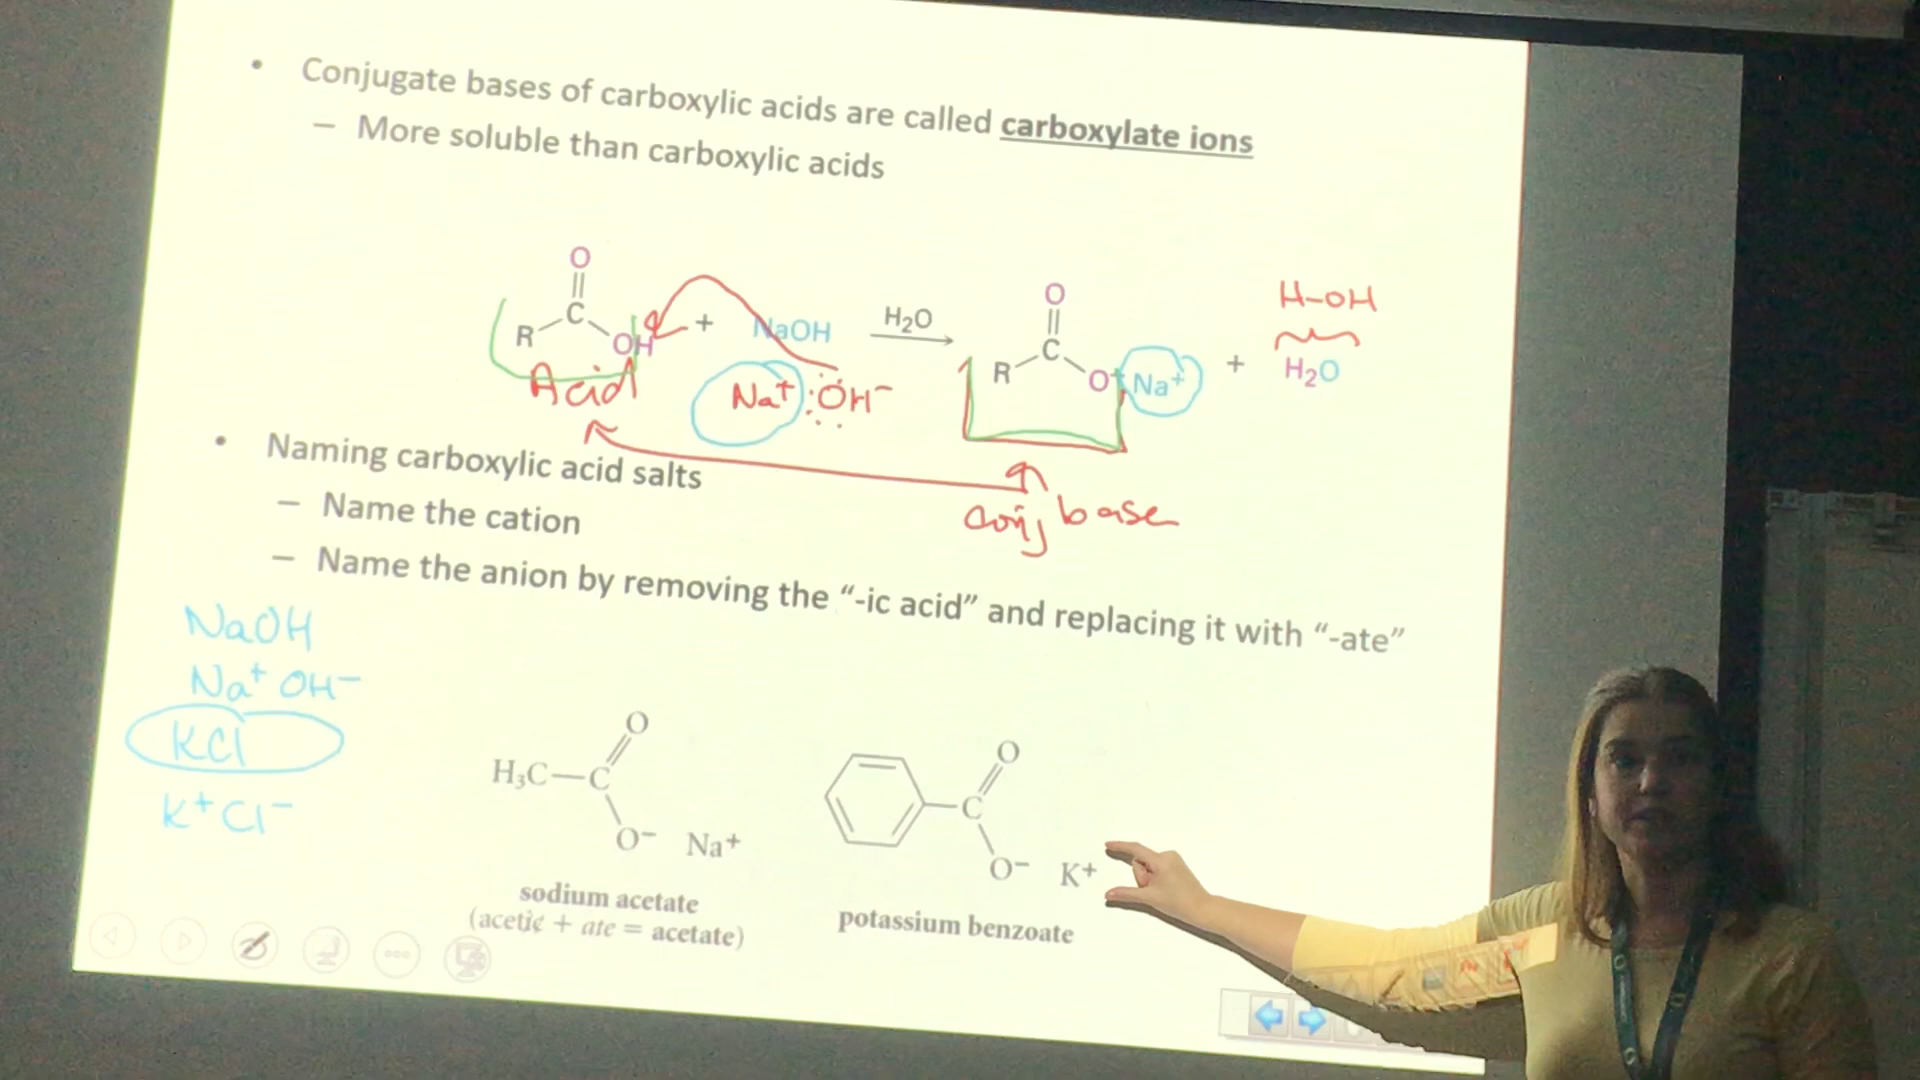 • Conjugate bases of carboxylic acids are called carboxylate ions
– More soluble than carboxylic acids
O
C
R
OH
+
NaOH
H₂O
O
C
R
O⁻
Na⁺
+
H-OH
H₂O
Acid
Na⁺ :ÖH⁻
• Naming carboxylic acid salts
conj base
– Name the cation
– Name the anion by removing the “-ic acid” and replacing it with “-ate”
NaOH
Na⁺ OH⁻
KCl
K⁺ Cl⁻
O
H₃C—C
O⁻ Na⁺
sodium acetate
(acetic + ate = acetate)
O
C
O⁻ K⁺
potassium benzoate